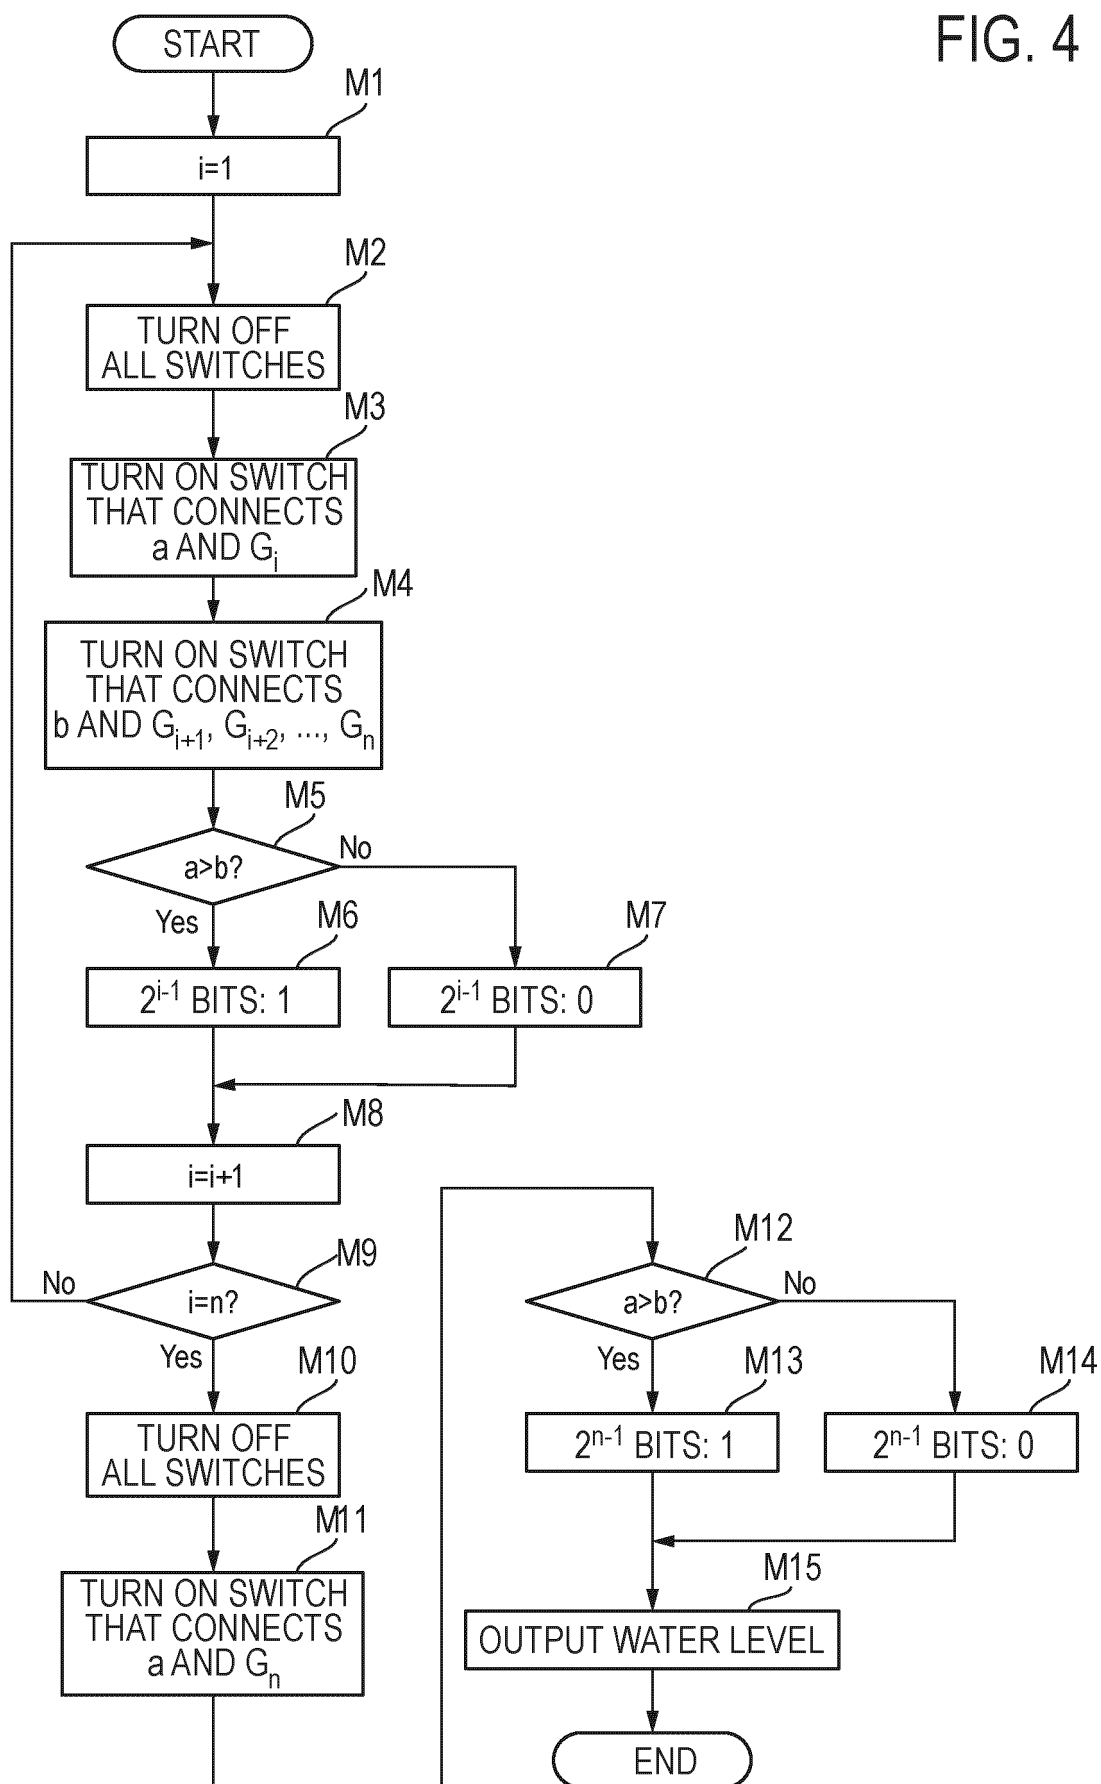 FIG. 4
START
M1
i=1
M2
TURN OFF
ALL SWITCHES
M3
TURN ON SWITCH
THAT CONNECTS
a AND Gi
M4
TURN ON SWITCH
THAT CONNECTS
b AND Gi+1, Gi+2, ..., Gn
M5
a>b?
No
Yes
M6
2i-1 BITS: 1
M7
2i-1 BITS: 0
M8
i=i+1
M9
i=n?
No
Yes
M10
TURN OFF
ALL SWITCHES
M11
TURN ON SWITCH
THAT CONNECTS
a AND Gn
M12
a>b?
No
Yes
M13
2n-1 BITS: 1
M14
2n-1 BITS: 0
M15
OUTPUT WATER LEVEL
END